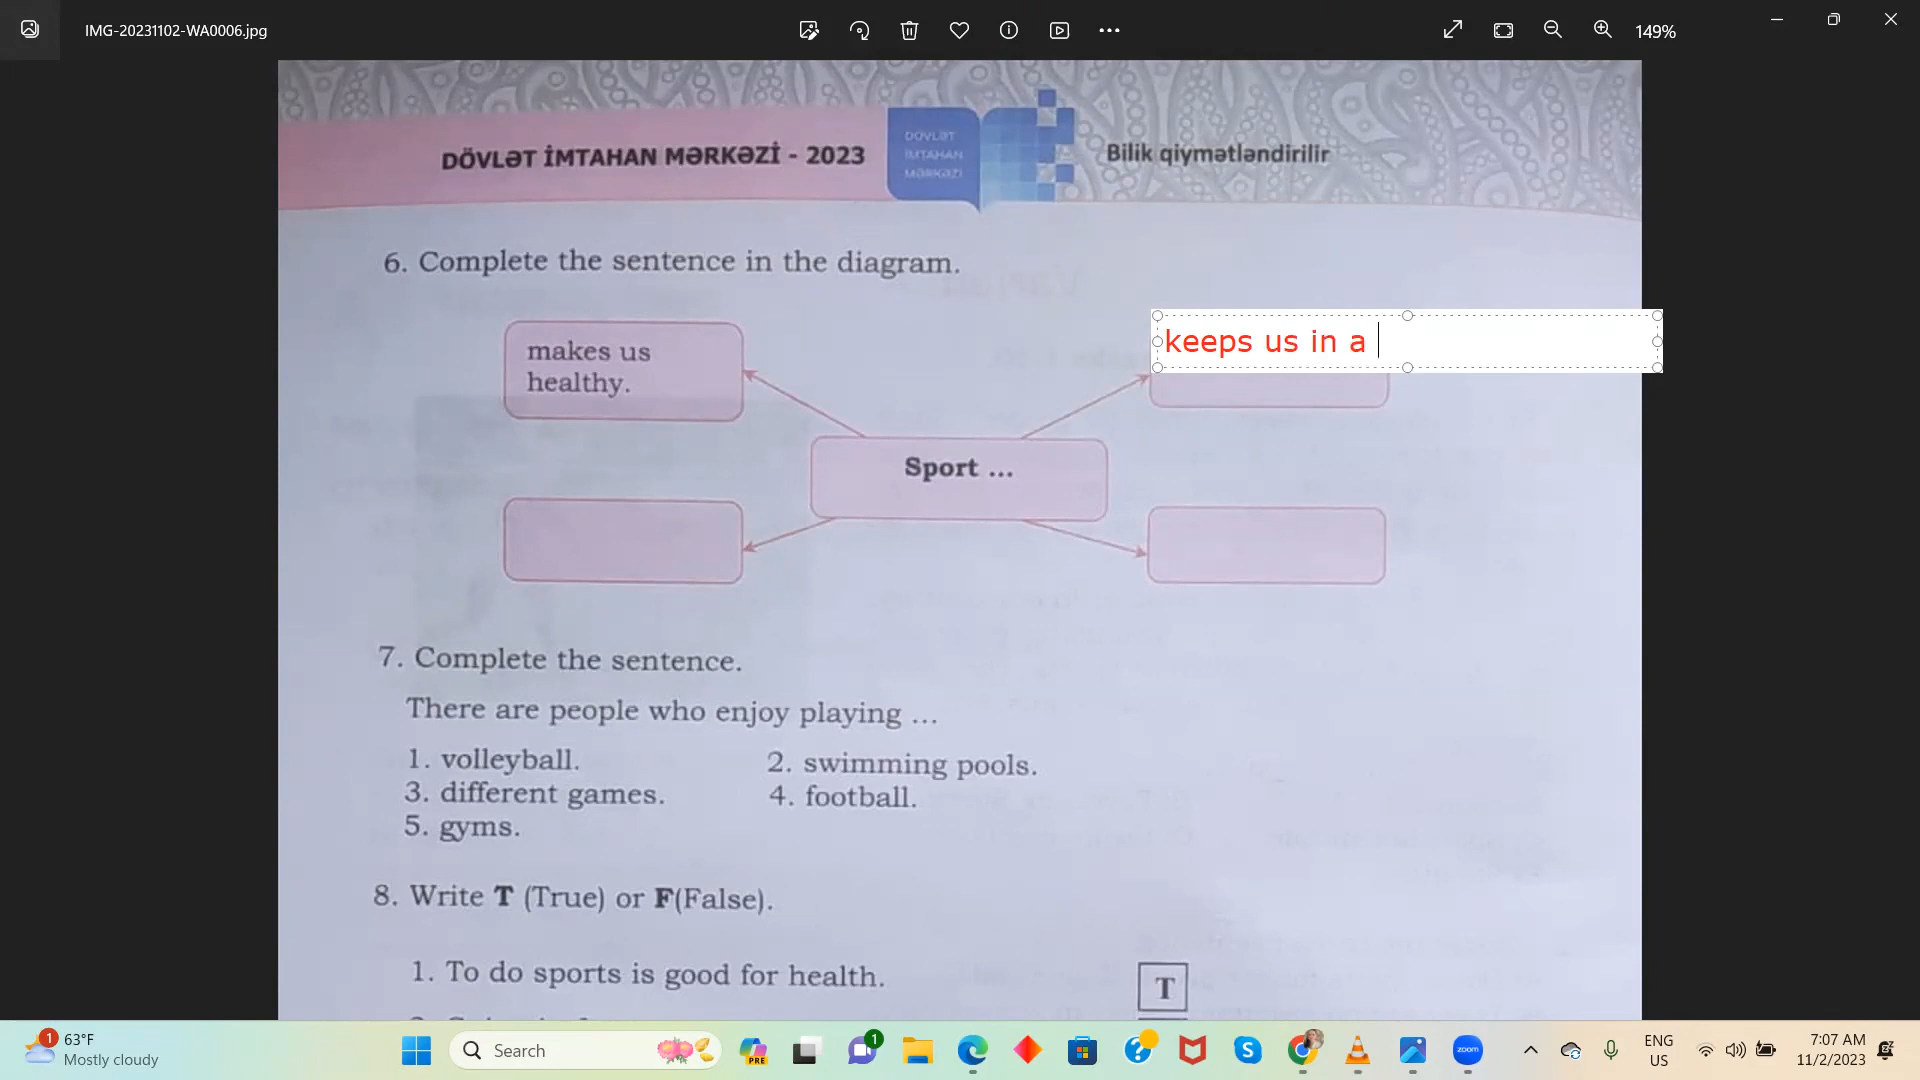 IMG-20231102-WA0006.jpg
149%
DÖVLƏT İMTAHAN MƏRKƏZİ - 2023
DÖVLƏT
İMTAHAN
MƏRKƏZİ
Bilik qiymətləndirilir
6. Complete the sentence in the diagram.
makes us
healthy.
keeps us in a
Sport ...
7. Complete the sentence.
There are people who enjoy playing ...
1. volleyball.
2. swimming pools.
3. different games.
4. football.
5. gyms.
8. Write T (True) or F(False).
1. To do sports is good for health.
T
1
63°F
Mostly cloudy
Search
PRE
1
zoom
ENG
US
7:07 AM
11/2/2023